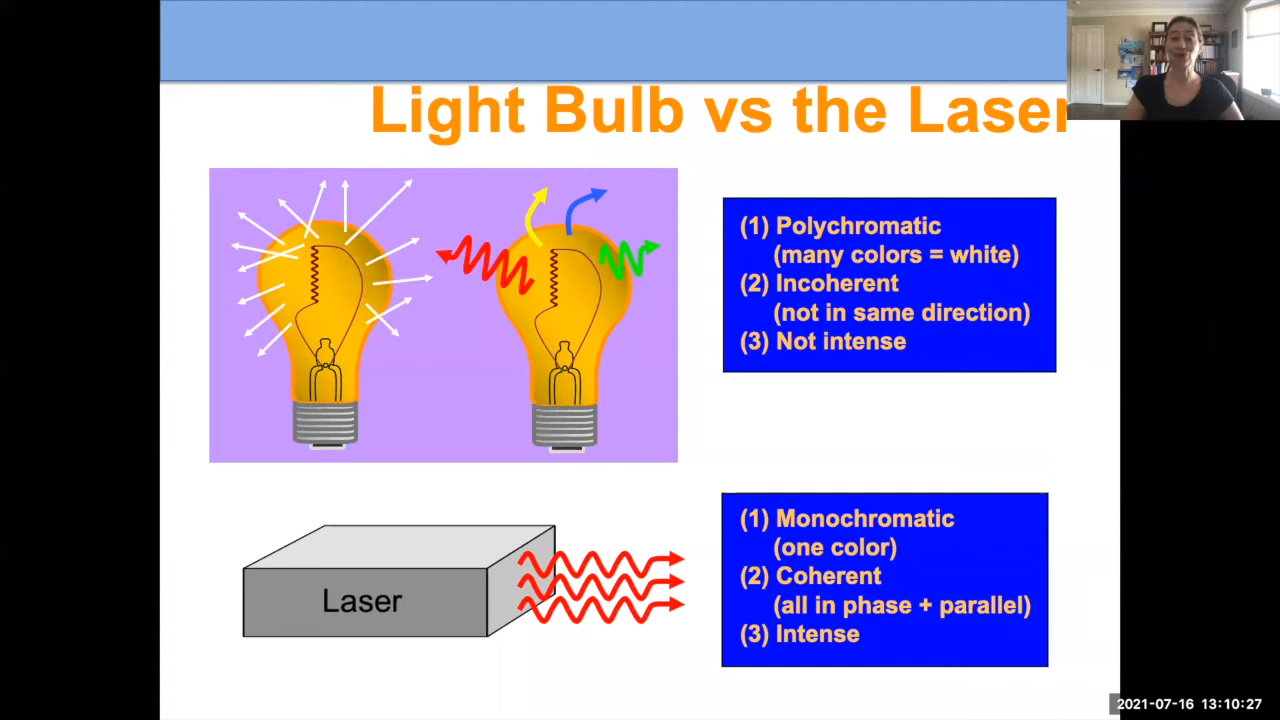 Light Bulb vs the Laser
(1) Polychromatic
(many colors = white)
(2) Incoherent
(not in same direction)
(3) Not intense
Laser
(1) Monochromatic
(one color)
(2) Coherent
(all in phase + parallel)
(3) Intense
2021-07-16 13:10:27